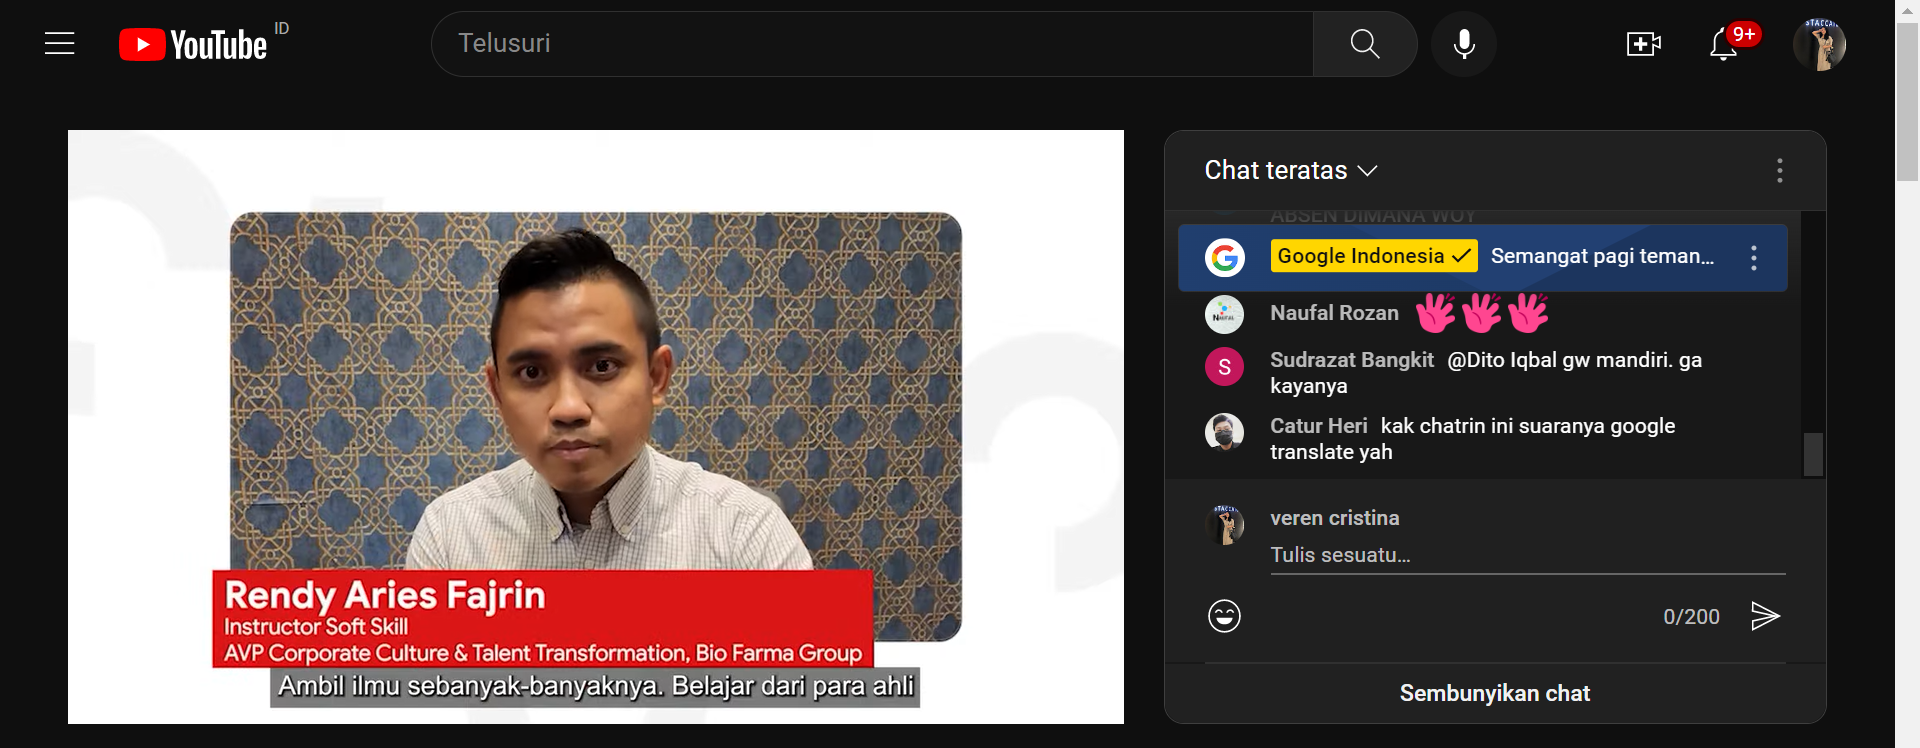 YouTube ID
Telusuri
9+
Rendy Aries Fajrin
Instructor Soft Skill
AVP Corporate Culture & Talent Transformation, Bio Farma Group
Ambil ilmu sebanyak-banyaknya. Belajar dari para ahli
Chat teratas
ABSEN DIMANA WOY
Google Indonesia Semangat pagi teman...
Naufal Rozan
S
Sudrazat Bangkit @Dito Iqbal gw mandiri. ga
kayanya
Catur Heri kak chatrin ini suaranya google
translate yah
veren cristina
Tulis sesuatu...
0/200
Sembunyikan chat